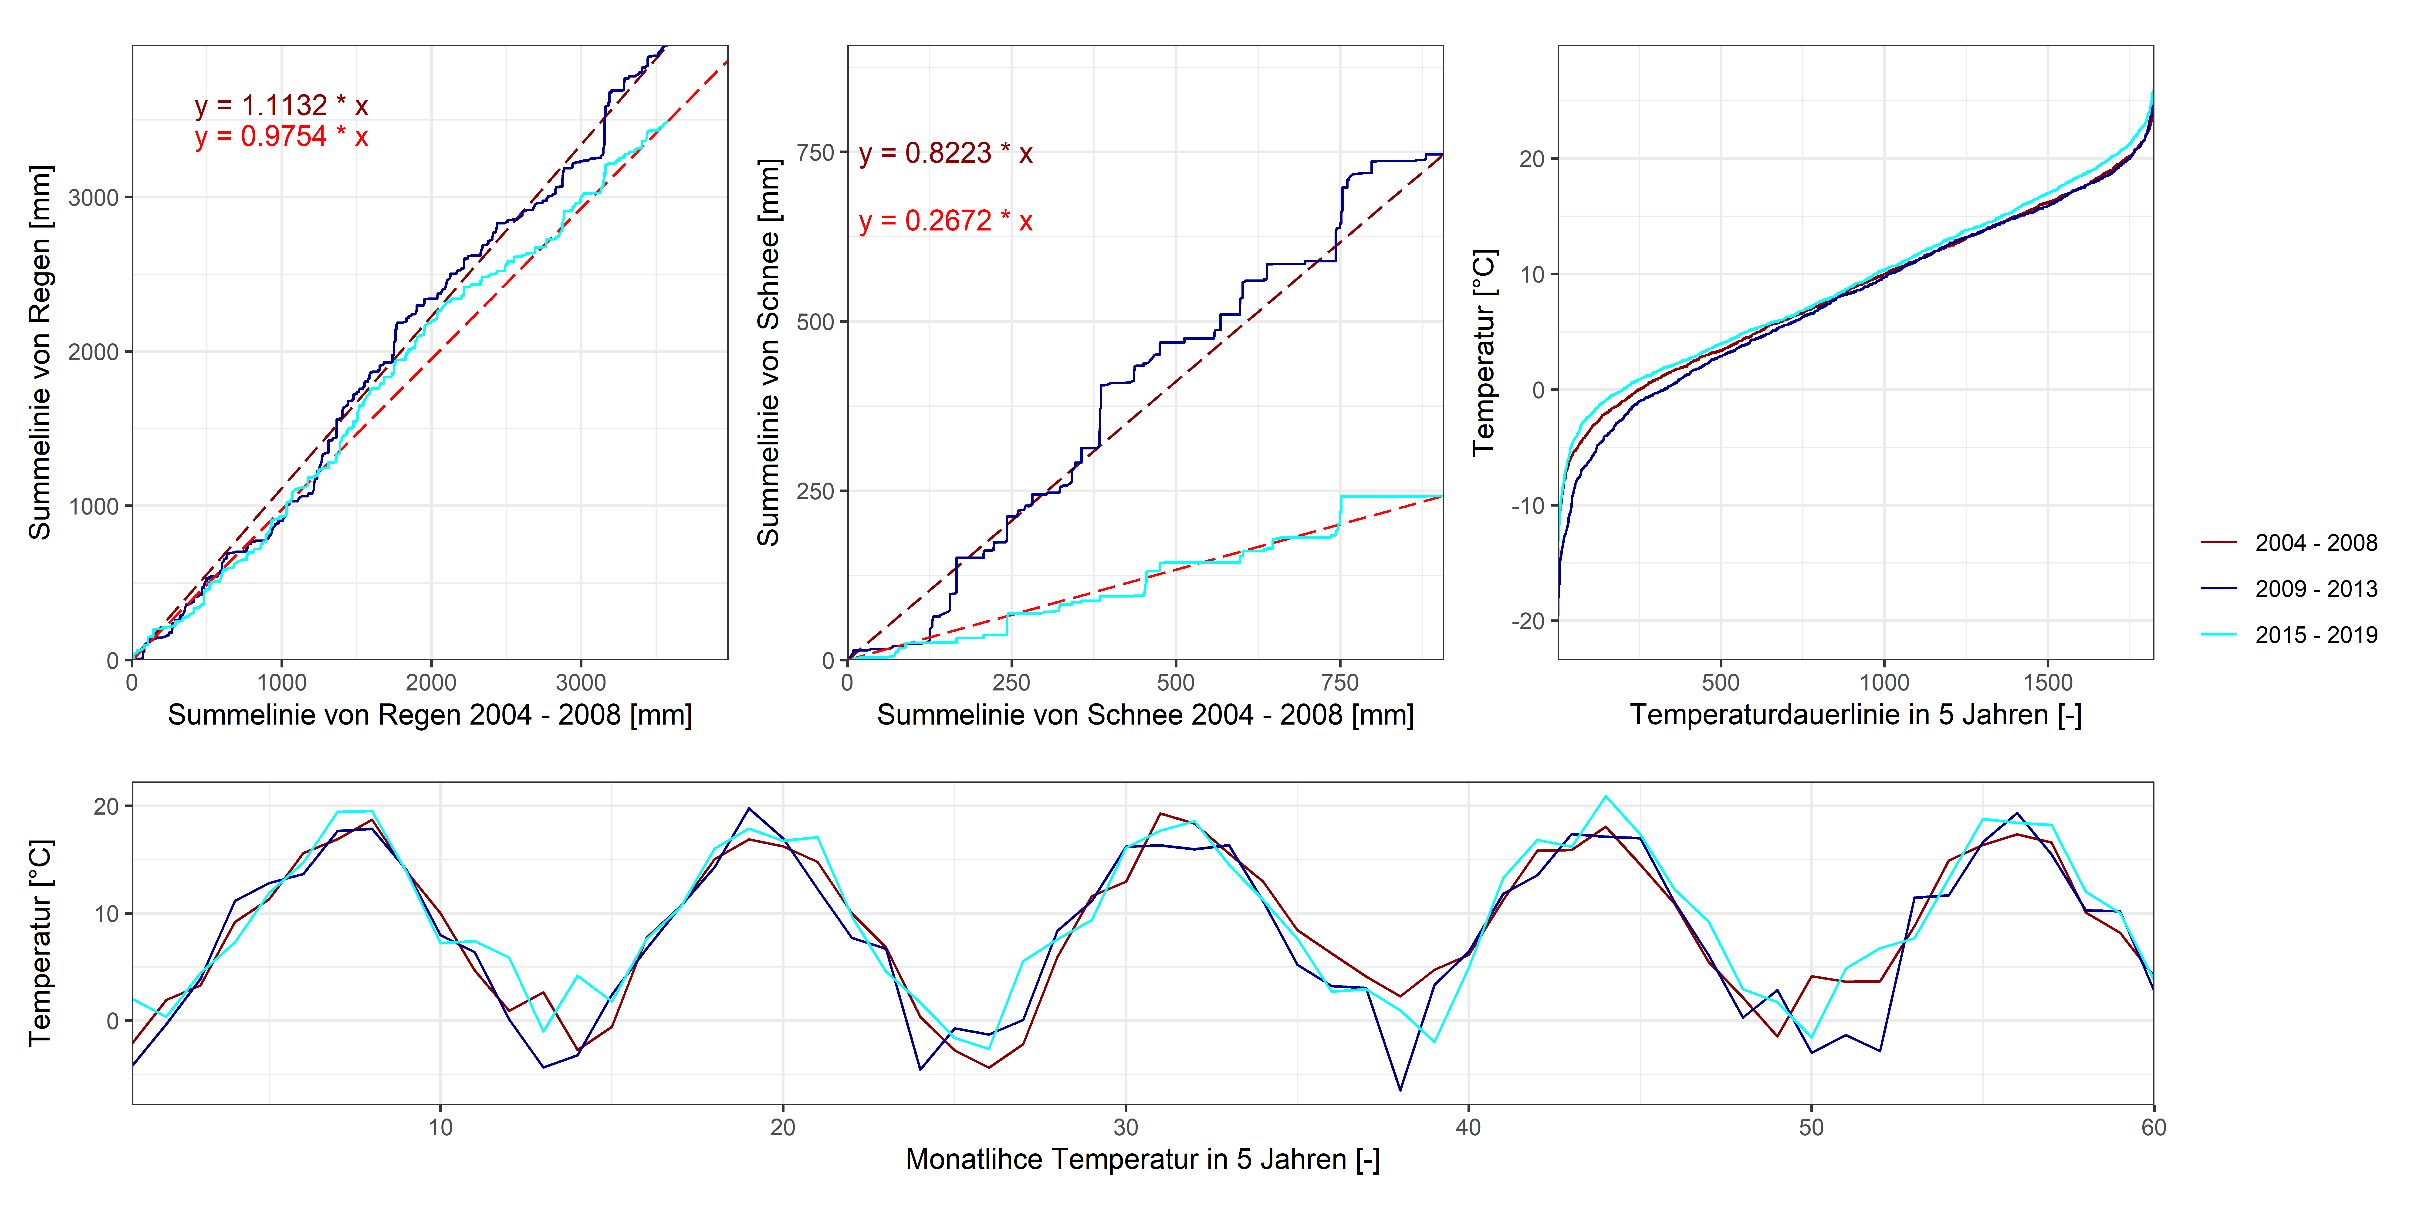 y = 1.1132 * x
y = 0.9754 * x
Summelinie von Regen [mm]
3000
2000
1000
0
0 1000 2000 3000
Summelinie von Regen 2004 - 2008 [mm]
y = 0.8223 * x
y = 0.2672 * x
Summelinie von Schnee [mm]
750
500
250
0
0 250 500 750
Summelinie von Schnee 2004 - 2008 [mm]
Temperatur [°C]
20
10
0
-10
-20
500 1000 1500
Temperaturdauerlinie in 5 Jahren [-]
2004 - 2008
2009 - 2013
2015 - 2019
Temperatur [°C]
20
10
0
10 20 30 40 50 60
Monatlihce Temperatur in 5 Jahren [-]